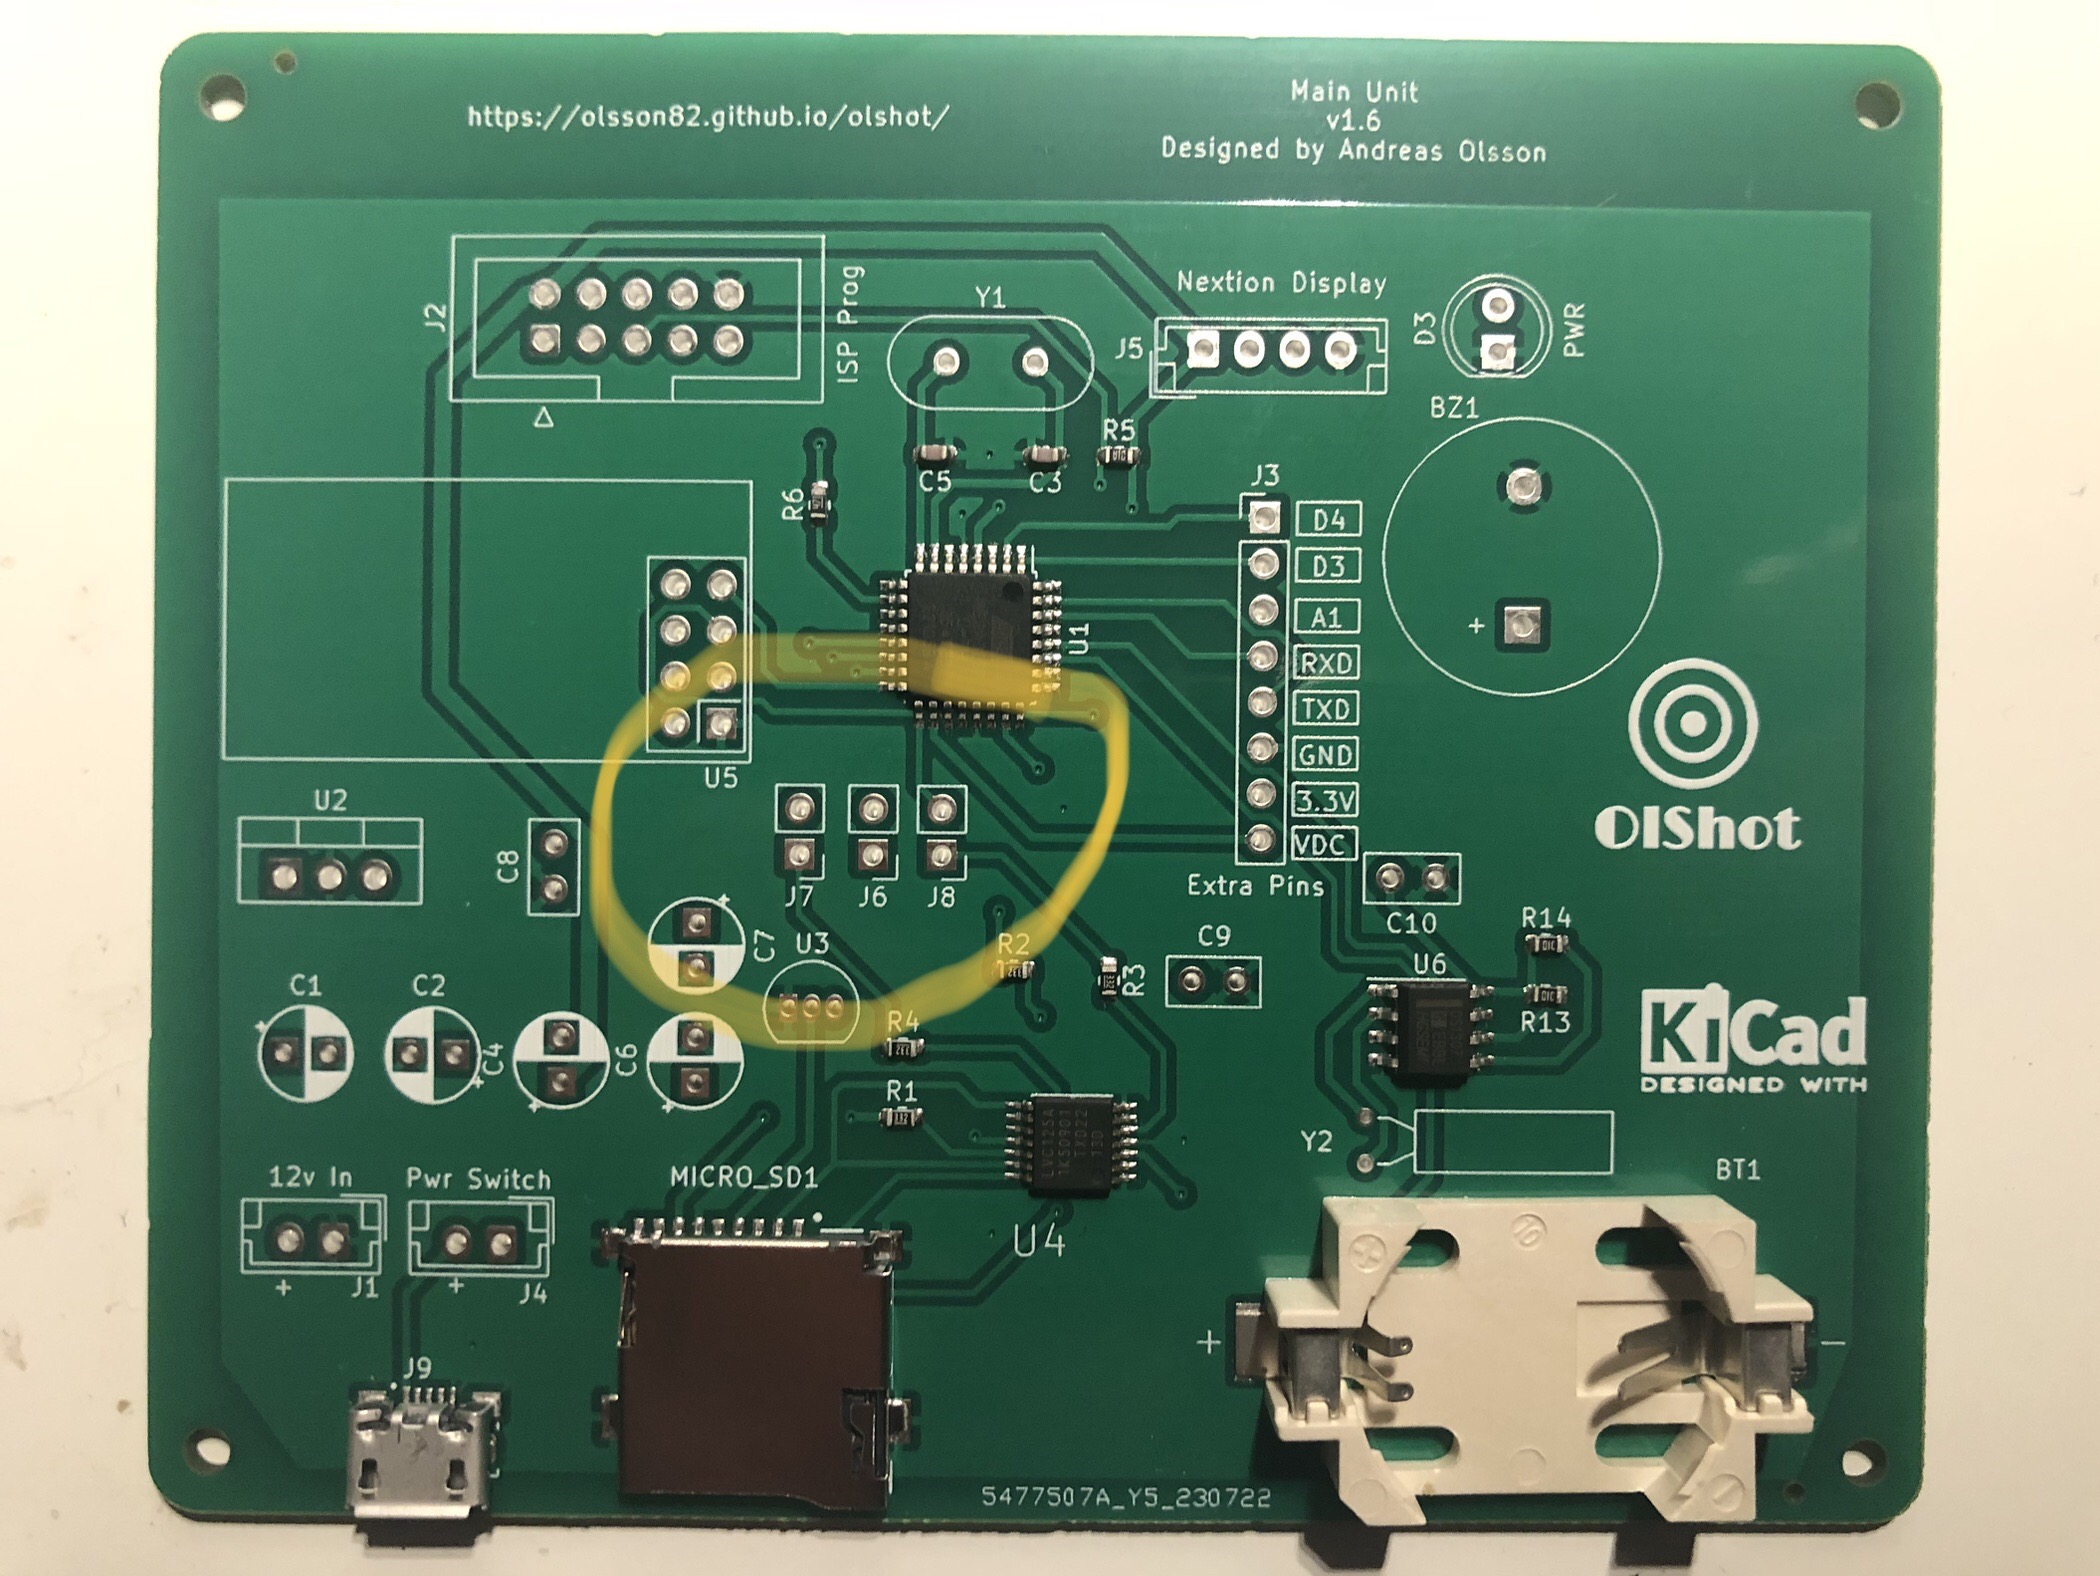 https://olsson82.github.io/olshot/
Main Unit
v1.6
Designed by Andreas Olsson
J2
ISP Prog
Y1
Nextion Display
J5
D3
PWR
BZ1
R5
C5
C3
R6
J3
D4
D3
A1
RXD
TXD
GND
3.3V
VDC
Extra Pins
U1
+
U5
U2
C8
J7
J6
J8
OlShot
C7
+
U3
R2
R3
C9
C10
R14
U6
R13
C1
+
C2
+
C4
+
C6
+
R4
R1
KiCad
DESIGNED WITH
Y2
BT1
12v In
Pwr Switch
MICRO_SD1
LVC125A
TXD22
U4
+
J1
+
J4
J9
+
-
5477507A_Y5_230722